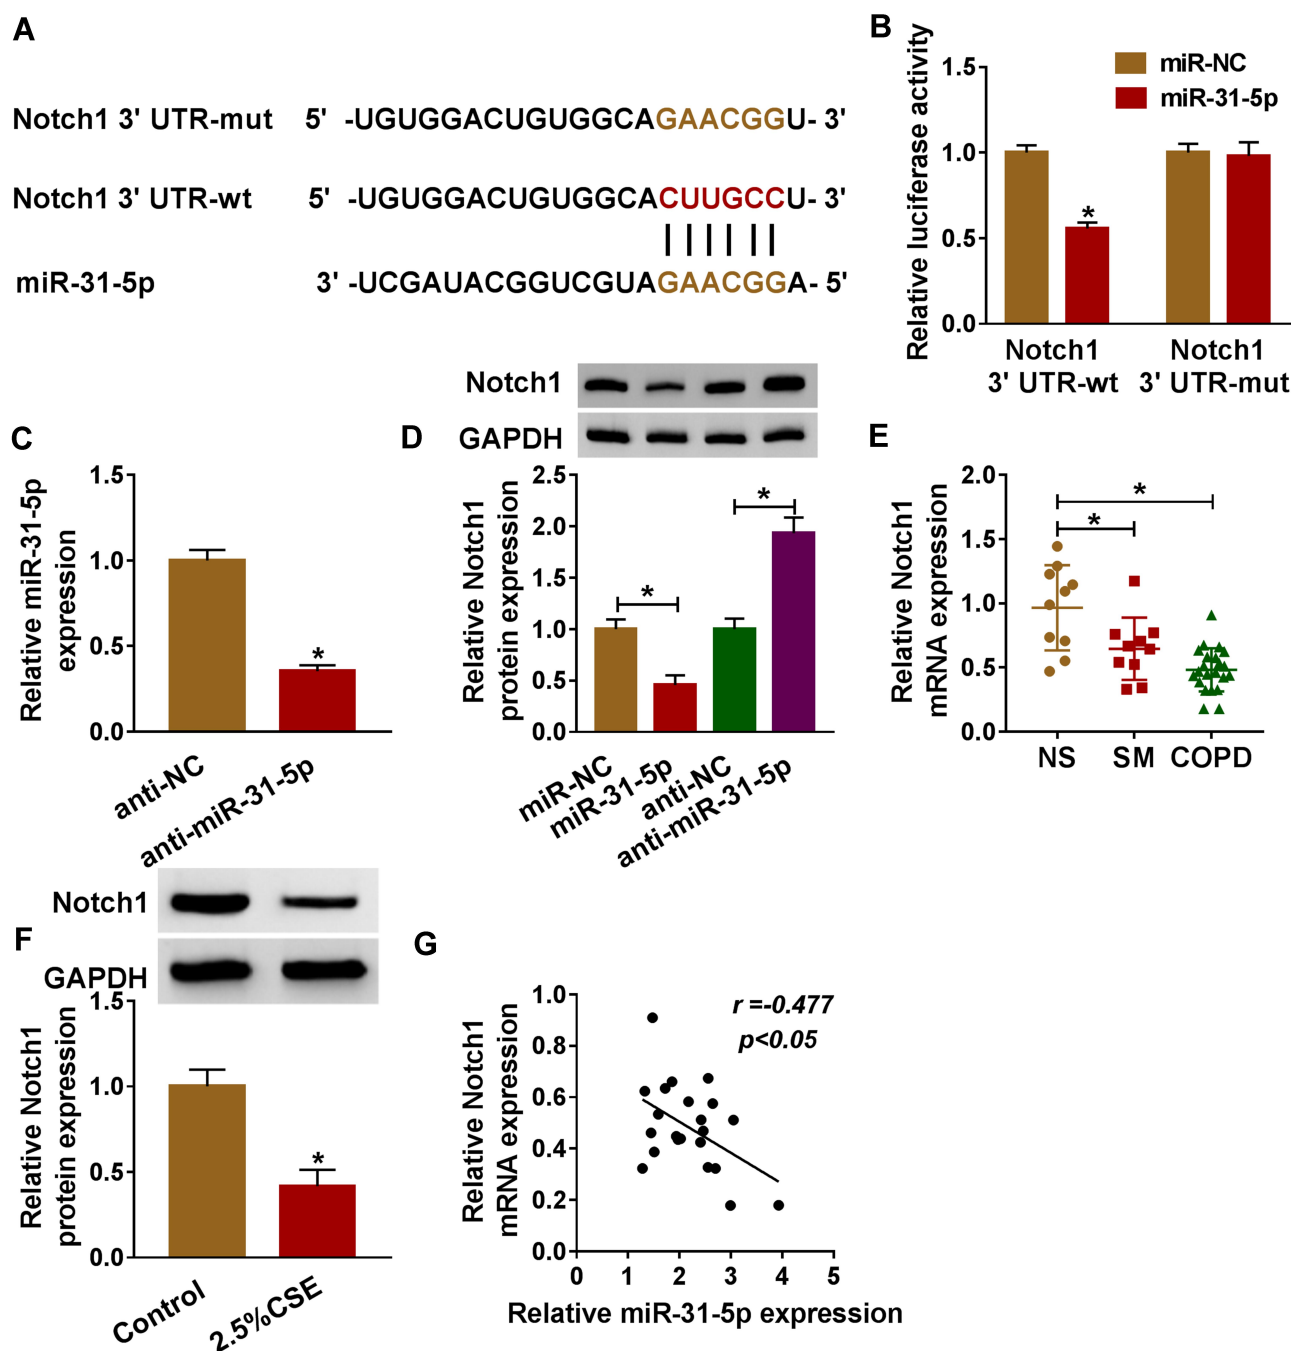 A
Notch1 3' UTR-mut 5' -UGUGGACUGUGGCAGAACGGU- 3'
Notch1 3' UTR-wt 5' -UGUGGACUGUGGCACUUGCCU- 3'
miR-31-5p 3' -UCGAUACGGUCGUAGAACGGA- 5'
B
Relative luciferase activity
1.5
1.0
0.5
0.0
miR-NC
miR-31-5p
*
Notch1
3' UTR-wt
Notch1
3' UTR-mut
C
Relative miR-31-5p
expression
1.5
1.0
0.5
0.0
*
anti-NC
anti-miR-31-5p
D
Notch1
GAPDH
Relative Notch1
protein expression
2.5
2.0
1.5
1.0
0.5
0.0
*
*
miR-NC
miR-31-5p
anti-NC
anti-miR-31-5p
E
Relative Notch1
mRNA expression
2.0
1.5
1.0
0.5
0.0
*
*
NS SM COPD
F
Notch1
GAPDH
Relative Notch1
protein expression
1.5
1.0
0.5
0.0
*
Control
2.5%CSE
G
Relative Notch1
mRNA expression
1.0
0.8
0.6
0.4
0.2
0.0
r =-0.477
p<0.05
0 1 2 3 4 5
Relative miR-31-5p expression